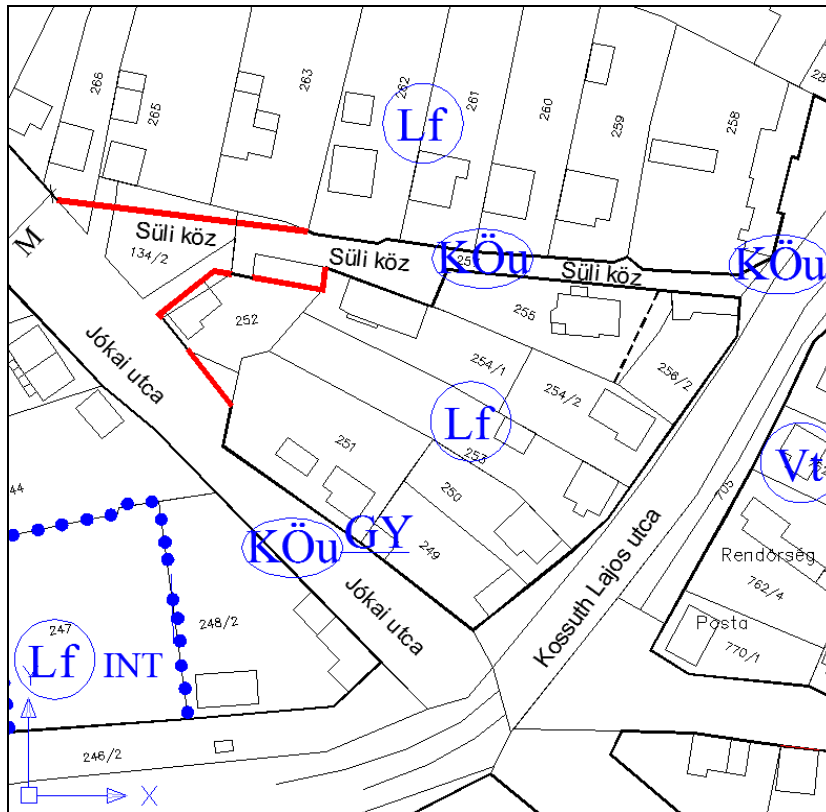 266
265
263
262
261
260
259
258
28
Lf
Süli köz
Süli köz
Süli köz
KÖu
25
KÖu
134/2
M
252
255
254/1
254/2
256/2
Jókai utca
Lf
253
251
250
249
Vt
705
44
KÖu GY
Jókai utca
Kossuth Lajos utca
Rendörség
762/4
Posta
770/1
247
248/2
Lf INT
Y
X
246/2